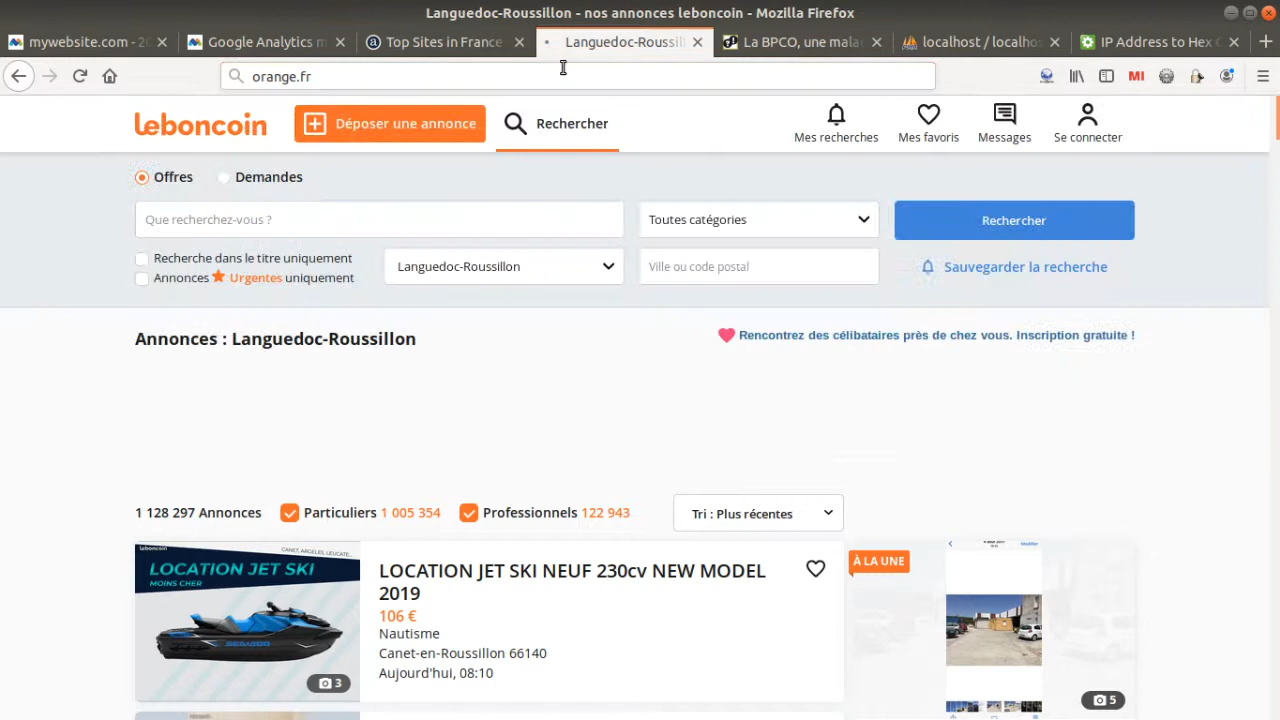 Languedoc-Roussillon - nos annonces leboncoin - Mozilla Firefox
mywebsite.com - 20
Google Analytics m
Top Sites in France
Languedoc-Roussill
La BPCO, une mala
localhost / localhos
IP Address to Hex C
orange.fr
MI
leboncoin
Déposer une annonce
Rechercher
Mes recherches
Mes favoris
Messages
Se connecter
Offres
Demandes
Que recherchez-vous ?
Toutes catégories
Rechercher
Recherche dans le titre uniquement
Annonces Urgentes uniquement
Languedoc-Roussillon
Ville ou code postal
Sauvegarder la recherche
Annonces : Languedoc-Roussillon
Rencontrez des célibataires près de chez vous. Inscription gratuite !
1 128 297 Annonces
Particuliers 1 005 354
Professionnels 122 943
Tri : Plus récentes
leboncoin
CANET, ARGELES, LEUCATE...
LOCATION JET SKI
MOINS CHER
SEADOO
3
LOCATION JET SKI NEUF 230cv NEW MODEL
2019
106 €
Nautisme
Canet-en-Roussillon 66140
Aujourd'hui, 08:10
À LA UNE
Modifier
5